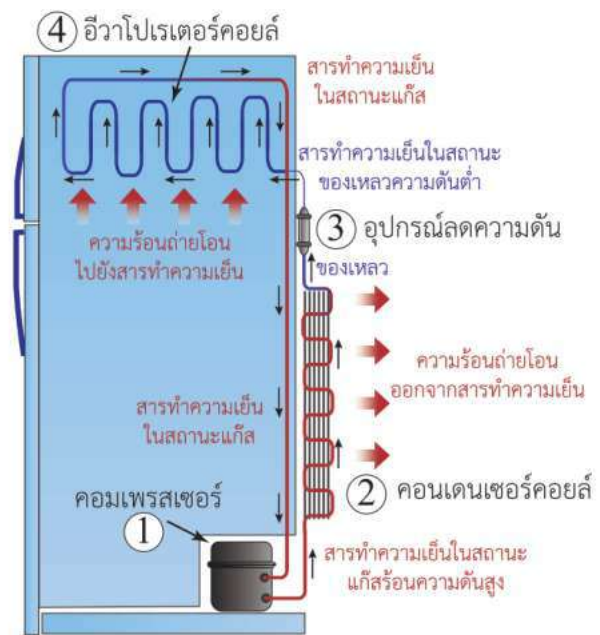 ④ อีวาโปเรเตอร์คอยล์
สารทำความเย็น
ในสถานะแก๊ส
สารทำความเย็นในสถานะ
ของเหลวความดันต่ำ
③ อุปกรณ์ลดความดัน
ความร้อนถ่ายโอน
ไปยังสารทำความเย็น
ของเหลว
ความร้อนถ่ายโอน
ออกจากสารทำความเย็น
สารทำความเย็น
ในสถานะแก๊ส
② คอนเดนเซอร์คอยล์
คอมเพรสเซอร์
①
สารทำความเย็นในสถานะ
แก๊สร้อนความดันสูง